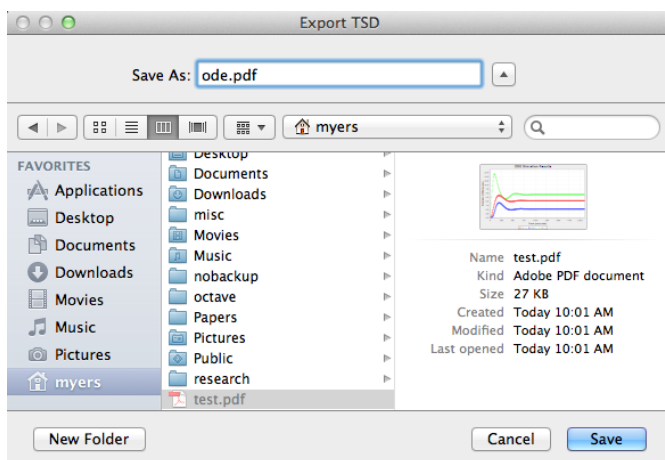 Export TSD
Save As: ode.pdf
myers
FAVORITES
Applications
Desktop
Documents
Downloads
Movies
Music
Pictures
myers
Desktop
Documents
Downloads
misc
Movies
Music
nobackup
octave
Papers
Pictures
Public
research
test.pdf
Name test.pdf
Kind Adobe PDF document
Size 27 KB
Created Today 10:01 AM
Modified Today 10:01 AM
Last opened Today 10:01 AM
New Folder
Cancel
Save